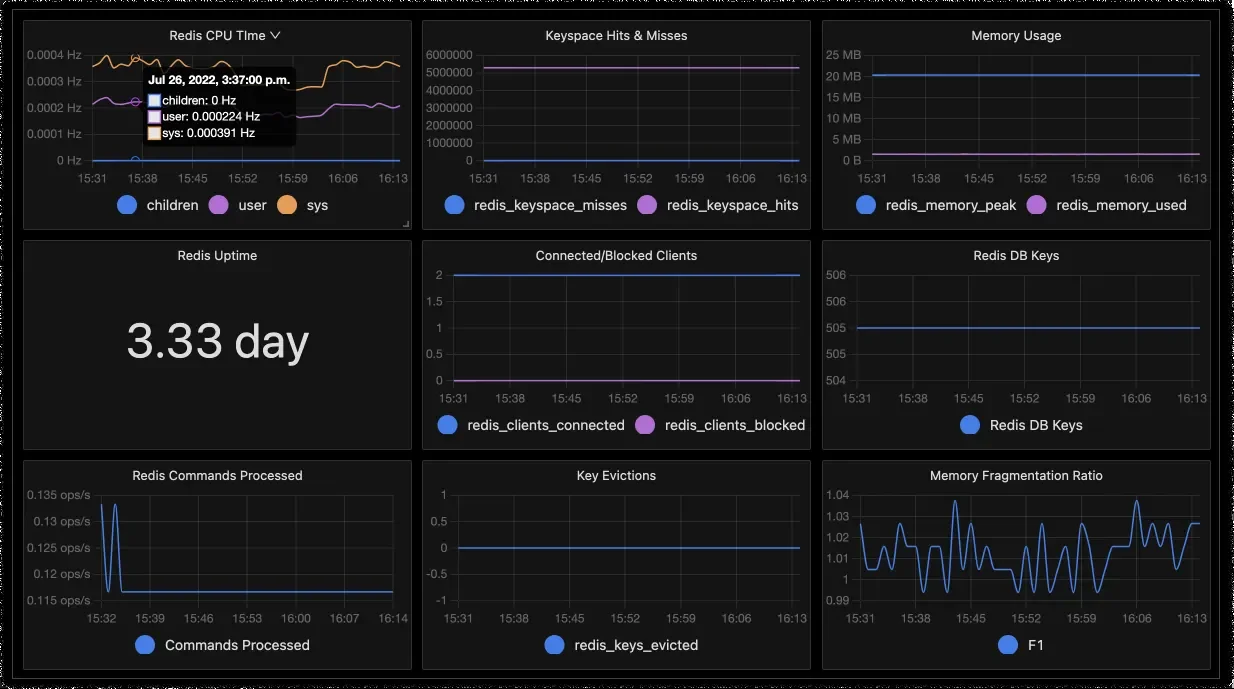 Redis CPU TIme
0.0004 Hz
0.0003 Hz
0.0002 Hz
0.0001 Hz
0 Hz
Jul 26, 2022, 3:37:00 p.m.
children: 0 Hz
user: 0.000224 Hz
sys: 0.000391 Hz
15:31 15:38 15:45 15:52 15:59 16:06 16:13
children user sys
Keyspace Hits & Misses
6000000
5000000
4000000
3000000
2000000
1000000
0
15:31 15:38 15:45 15:52 15:59 16:06 16:13
redis_keyspace_misses redis_keyspace_hits
Memory Usage
25 MB
20 MB
15 MB
10 MB
5 MB
0 B
15:31 15:38 15:45 15:52 15:59 16:06 16:13
redis_memory_peak redis_memory_used
Redis Uptime
3.33 day
Connected/Blocked Clients
2
1.5
1
0.5
0
15:31 15:38 15:45 15:52 15:59 16:06 16:13
redis_clients_connected redis_clients_blocked
Redis DB Keys
506
506
505
505
504
15:31 15:38 15:45 15:52 15:59 16:06 16:13
Redis DB Keys
Redis Commands Processed
0.135 ops/s
0.13 ops/s
0.125 ops/s
0.12 ops/s
0.115 ops/s
15:32 15:39 15:46 15:53 16:00 16:07 16:14
Commands Processed
Key Evictions
1
0.5
0
-0.5
-1
15:31 15:38 15:45 15:52 15:59 16:06 16:13
redis_keys_evicted
Memory Fragmentation Ratio
1.04
1.03
1.02
1.01
1
0.99
15:31 15:38 15:45 15:52 15:59 16:06 16:13
F1